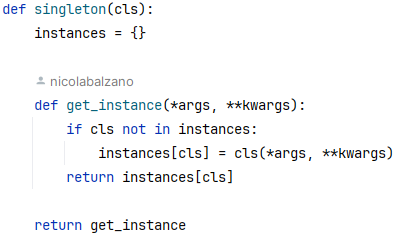 def singleton(cls):
    instances = {}
nicolabalzano
    def get_instance(*args, **kwargs):
        if cls not in instances:
            instances[cls] = cls(*args, **kwargs)
        return instances[cls]
    return get_instance